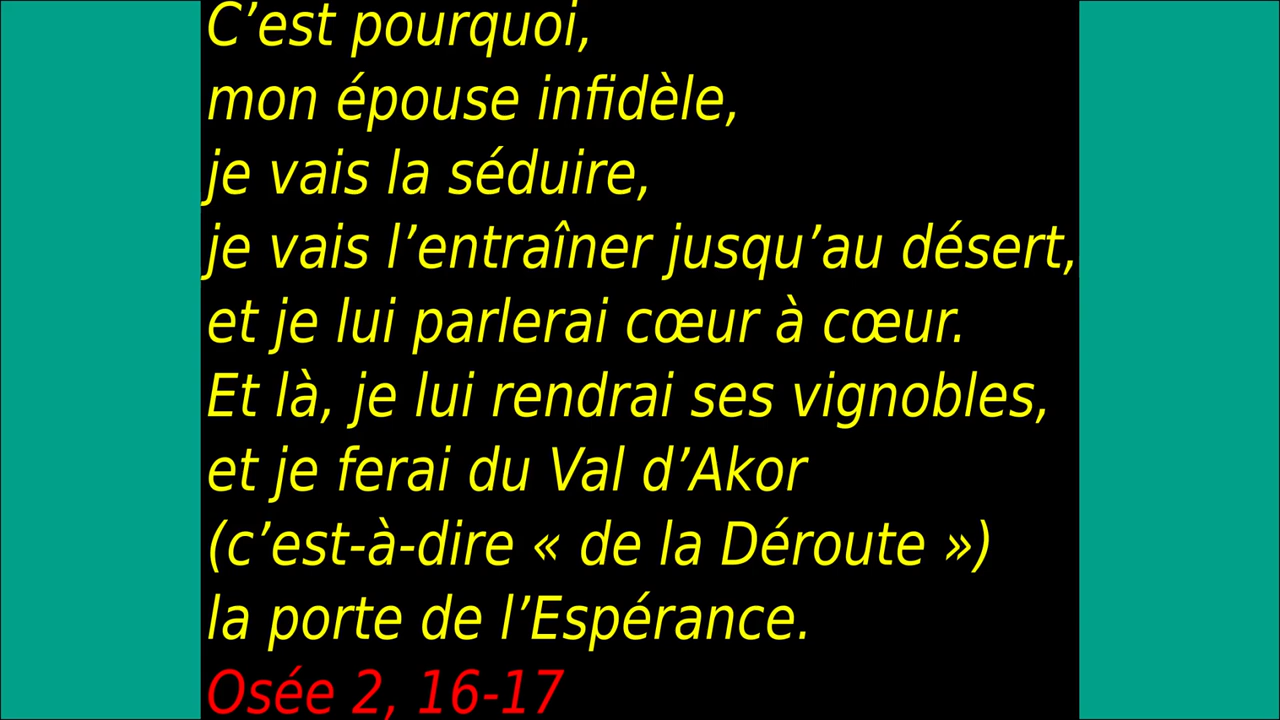 C’est pourquoi,
mon épouse infidèle,
je vais la séduire,
je vais l’entraîner jusqu’au désert,
et je lui parlerai cœur à cœur.
Et là, je lui rendrai ses vignobles,
et je ferai du Val d’Akor
(c’est-à-dire « de la Déroute »)
la porte de l’Espérance.
Osée 2, 16-17